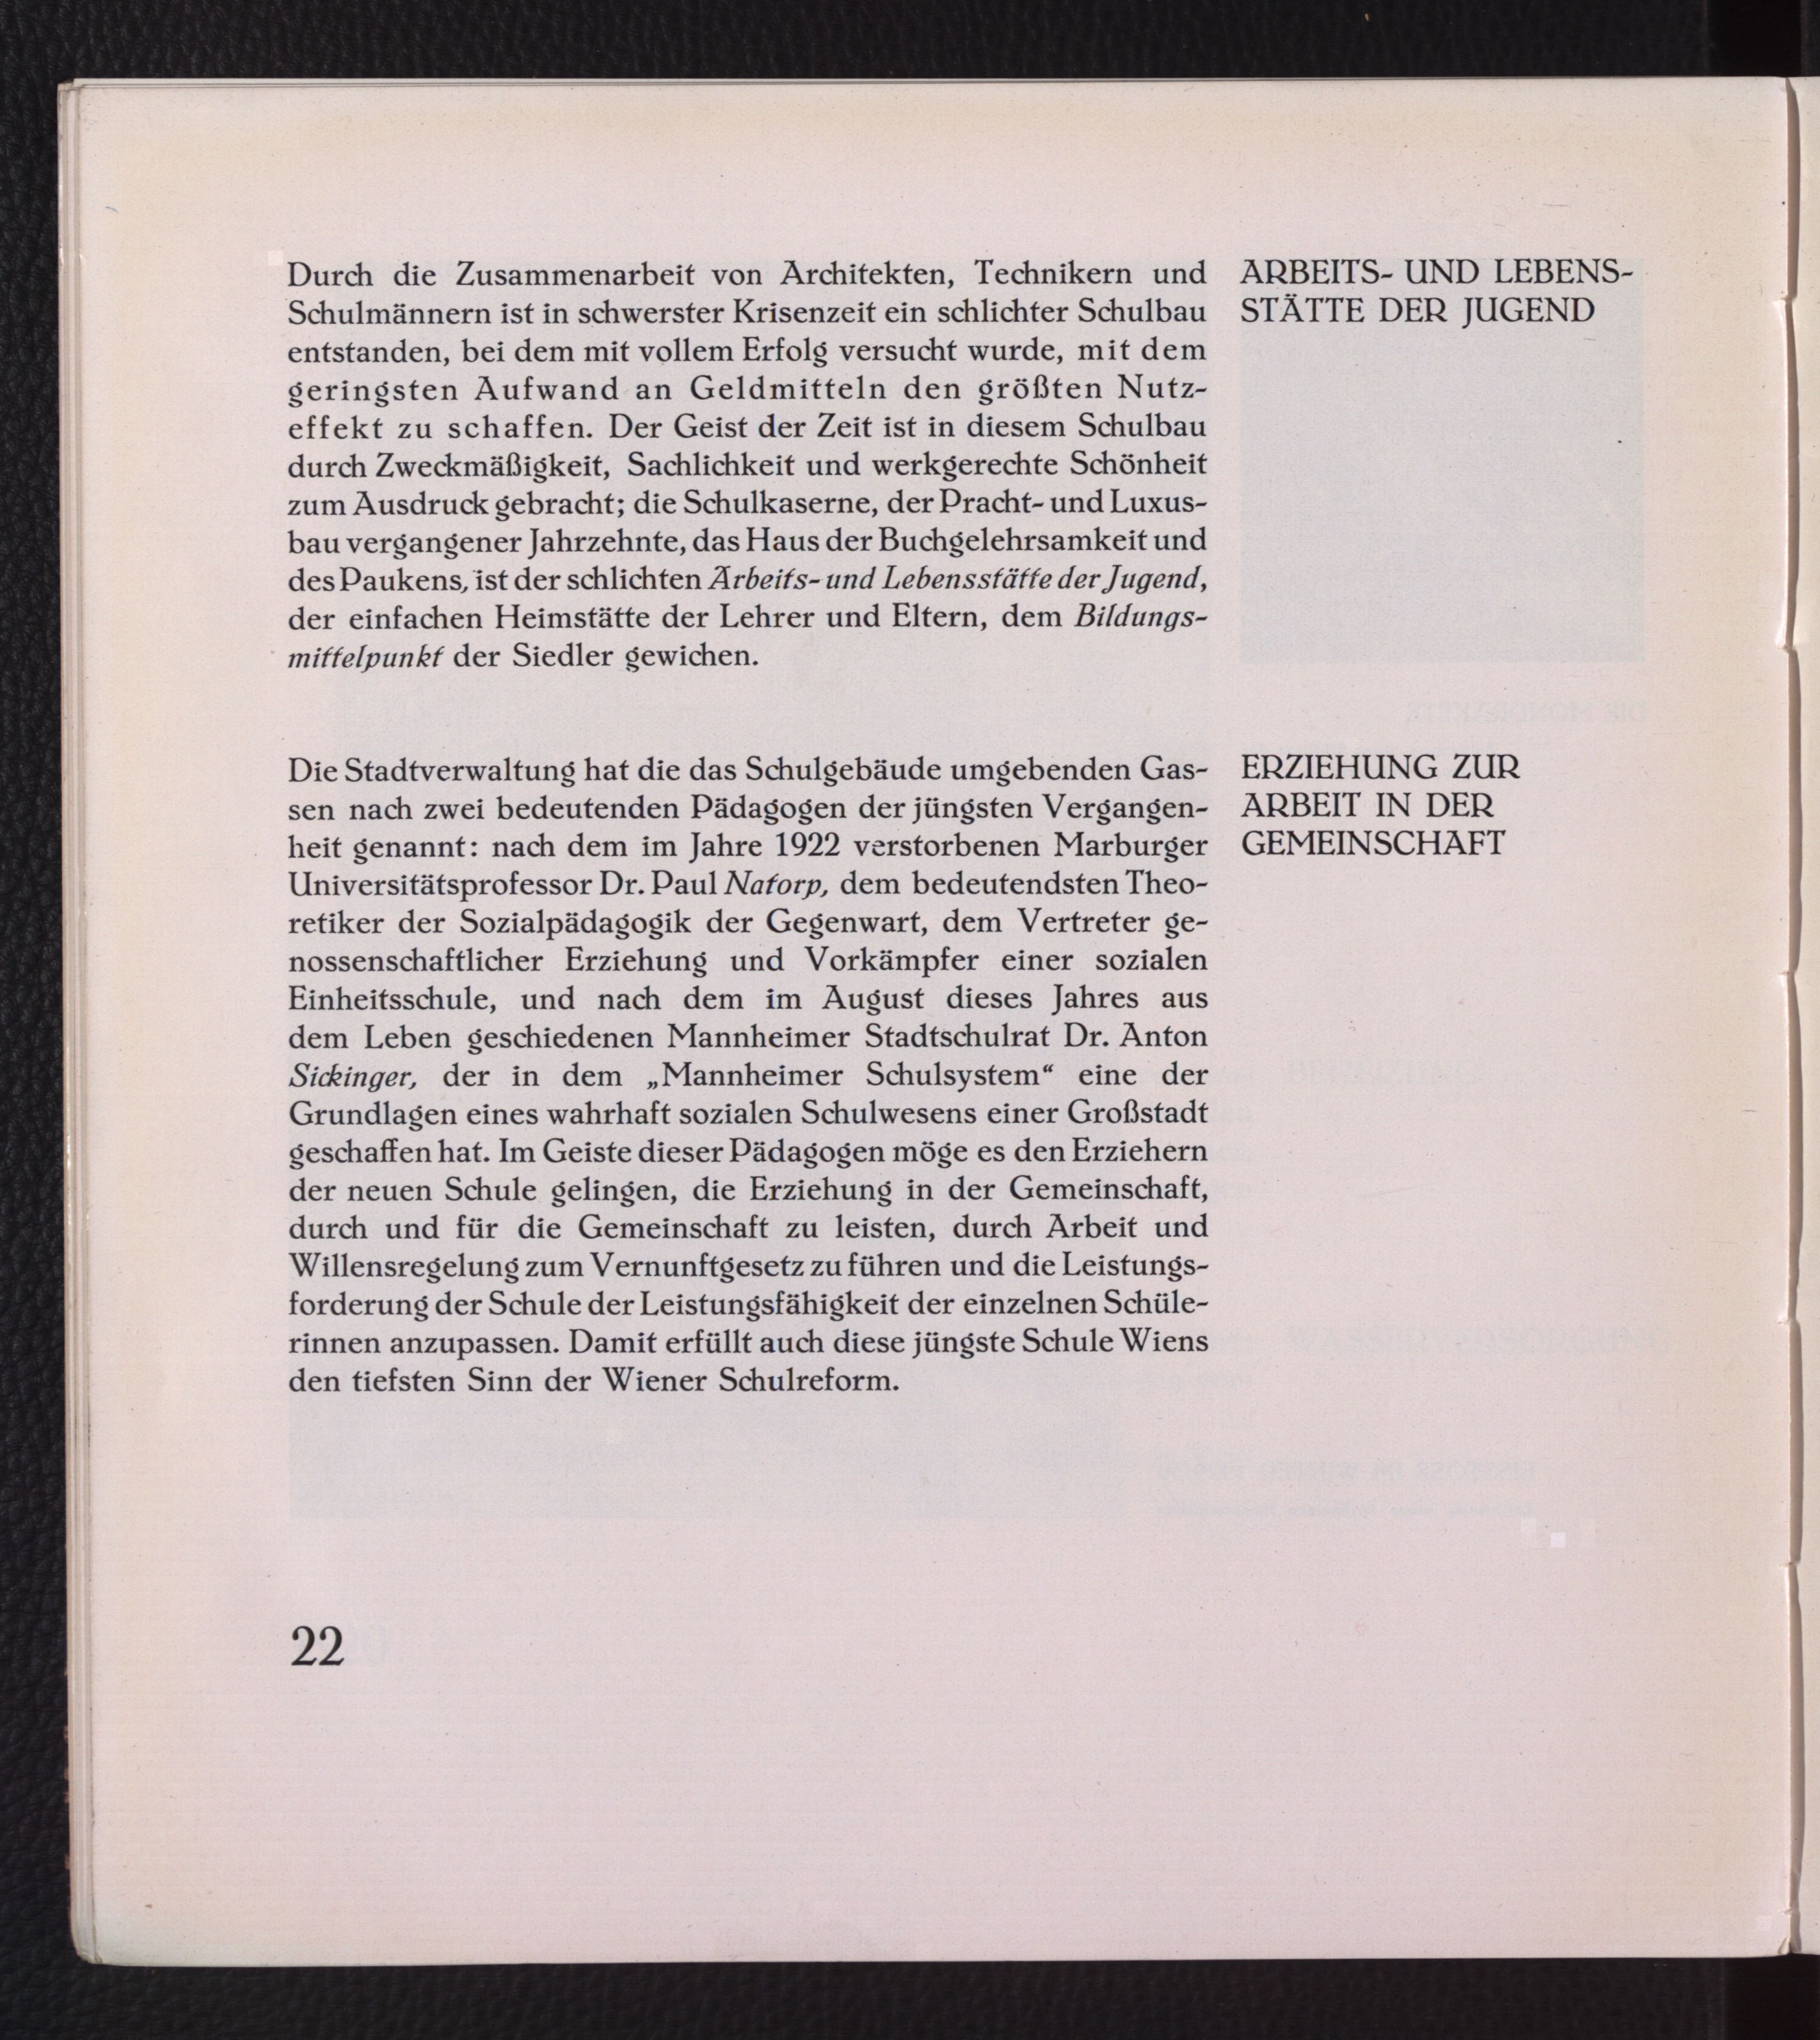 ARBEITS- UND LEBENS-
STÄTTE DER JUGEND
Durch die Zusammenarbeit von Architekten, Technikern und
Schulmännern ist in schwerster Krisenzeit ein schlichter Schulbau
entstanden, bei dem mit vollem Erfolg versucht wurde, mit dem
geringsten Aufwand an Geldmitteln den größten Nutz-
effekt zu schaffen. Der Geist der Zeit ist in diesem Schulbau
durch Zweckmäßigkeit, Sachlichkeit und werkgerechte Schönheit
zum Ausdruck gebracht; die Schulkaserne, der Pracht- und Luxus-
bau vergangener Jahrzehnte, das Haus der Buchgelehrsamkeit und
des Paukens, ist der schlichten Arbeits- und Lebensstätte der Jugend,
der einfachen Heimstätte der Lehrer und Eltern, dem Bildungs-
mittelpunkt der Siedler gewichen.
ERZIEHUNG ZUR
ARBEIT IN DER
GEMEINSCHAFT
Die Stadtverwaltung hat die das Schulgebäude umgebenden Gas-
sen nach zwei bedeutenden Pädagogen der jüngsten Vergangen-
heit genannt: nach dem im Jahre 1922 verstorbenen Marburger
Universitätsprofessor Dr. Paul Natorp, dem bedeutendsten Theo-
retiker der Sozialpädagogik der Gegenwart, dem Vertreter ge-
nossenschaftlicher Erziehung und Vorkämpfer einer sozialen
Einheitsschule, und nach dem im August dieses Jahres aus
dem Leben geschiedenen Mannheimer Stadtschulrat Dr. Anton
Sickinger, der in dem „Mannheimer Schulsystem“ eine der
Grundlagen eines wahrhaft sozialen Schulwesens einer Großstadt
geschaffen hat. Im Geiste dieser Pädagogen möge es den Erziehern
der neuen Schule gelingen, die Erziehung in der Gemeinschaft,
durch und für die Gemeinschaft zu leisten, durch Arbeit und
Willensregelung zum Vernunftgesetz zu führen und die Leistungs-
forderung der Schule der Leistungsfähigkeit der einzelnen Schüle-
rinnen anzupassen. Damit erfüllt auch diese jüngste Schule Wiens
den tiefsten Sinn der Wiener Schulreform.
22